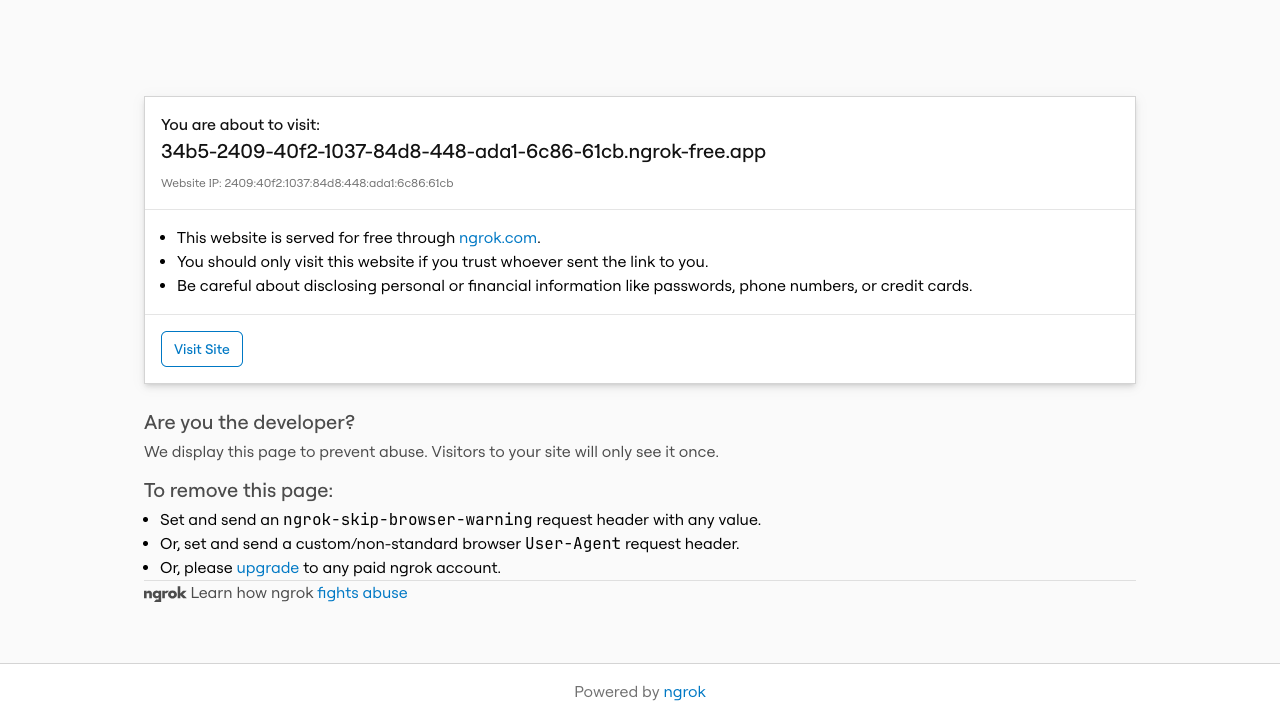 You are about to visit:
34b5-2409-40f2-1037-84d8-448-ada1-6c86-61cb.ngrok-free.app
Website IP: 2409:40f2:1037:84d8:448:ada1:6c86:61cb
This website is served for free through ngrok.com.
You should only visit this website if you trust whoever sent the link to you.
Be careful about disclosing personal or financial information like passwords, phone numbers, or credit cards.
Visit Site
Are you the developer?
We display this page to prevent abuse. Visitors to your site will only see it once.
To remove this page:
Set and send an ngrok-skip-browser-warning request header with any value.
Or, set and send a custom/non-standard browser User-Agent request header.
Or, please upgrade to any paid ngrok account.
ngrok Learn how ngrok fights abuse
Powered by ngrok